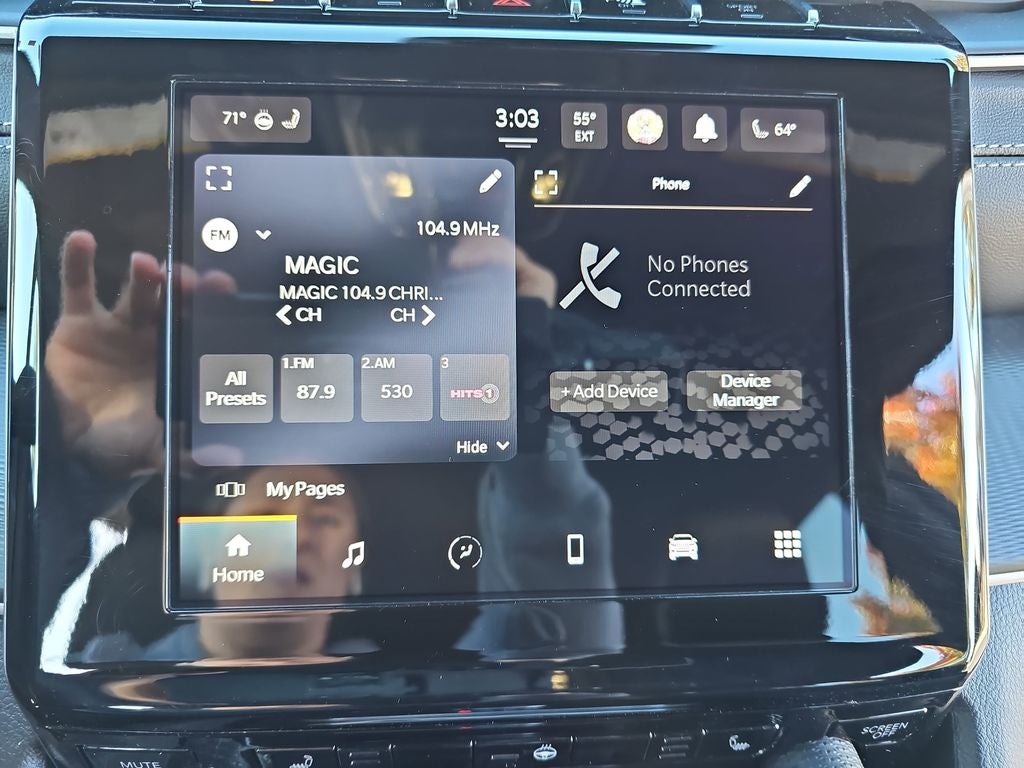 71°
3:03
55°
EXT
64°
Phone
FM
104.9 MHz
MAGIC
MAGIC 104.9 CHRI...
CH
CH
No Phones
Connected
All
Presets
1.FM
87.9
2.AM
530
3
HITS1
+ Add Device
Device
Manager
Hide
My Pages
Home
MUTE
SCREEN
OFF